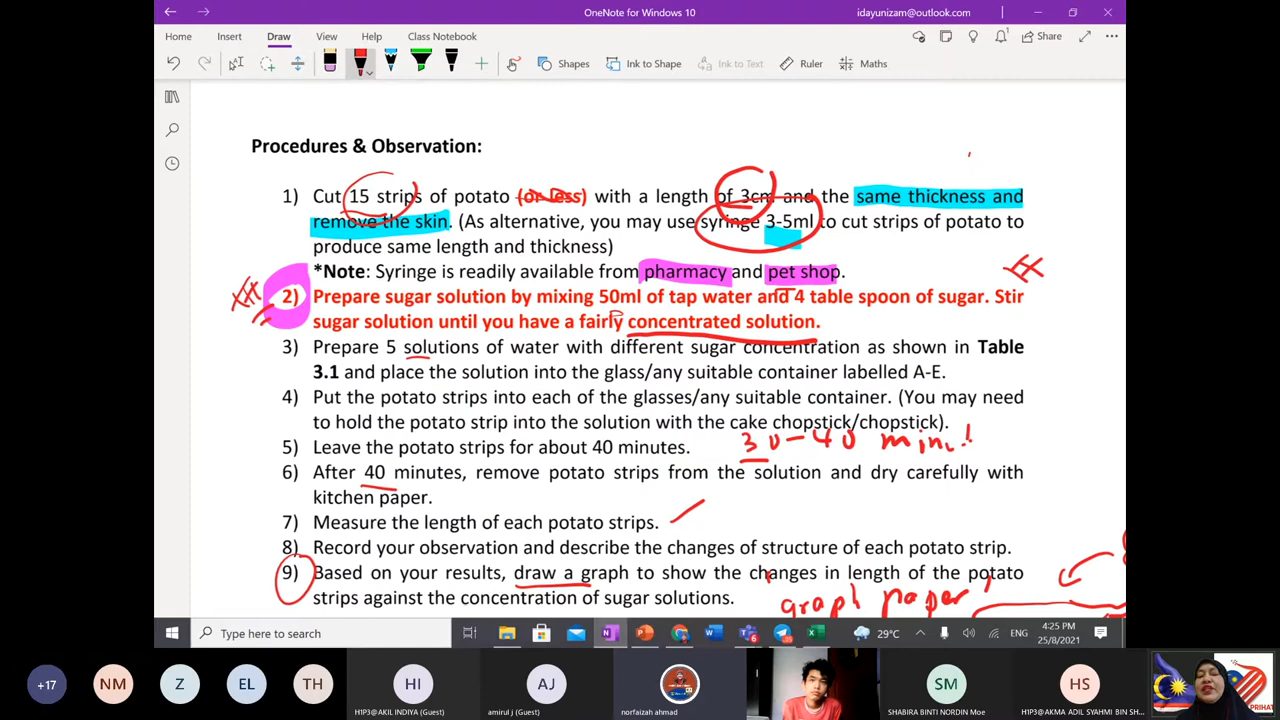 OneNote for Windows 10
idayunizam@outlook.com
Home Insert Draw View Help Class Notebook
Share
Shapes Ink to Shape Ink to Text Ruler Maths
Procedures & Observation:
1) Cut 15 strips of potato (or less) with a length of 3cm and the same thickness and
remove the skin. (As alternative, you may use syringe 3-5ml to cut strips of potato to
produce same length and thickness)
*Note: Syringe is readily available from pharmacy and pet shop.
2) Prepare sugar solution by mixing 50ml of tap water and 4 table spoon of sugar. Stir
sugar solution until you have a fairly concentrated solution.
3) Prepare 5 solutions of water with different sugar concentration as shown in Table
3.1 and place the solution into the glass/any suitable container labelled A-E.
4) Put the potato strips into each of the glasses/any suitable container. (You may need
to hold the potato strip into the solution with the cake chopstick/chopstick).
5) Leave the potato strips for about 40 minutes. 30-40 min!
6) After 40 minutes, remove potato strips from the solution and dry carefully with
kitchen paper.
7) Measure the length of each potato strips.
8) Record your observation and describe the changes of structure of each potato strip.
9) Based on your results, draw a graph to show the changes in length of the potato
strips against the concentration of sugar solutions. graph paper
Type here to search
29°C
ENG
4:25 PM
25/8/2021
+17 NM Z EL TH HI AJ SM HS
H1P3@AKIL INDIYA (Guest) amirul j (Guest) norfaizah ahmad SHABIRA BINTI NORDIN Moe H1P3@AKMA ADIL SYAHMI BIN SH...
PRIHAT